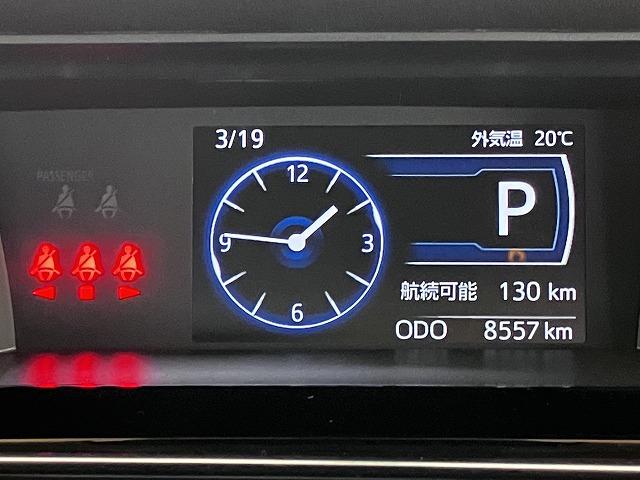 3/19 外気温 20℃
PASSENGER
12
P
9 3
6
航続可能 130 km
ODO 8557 km